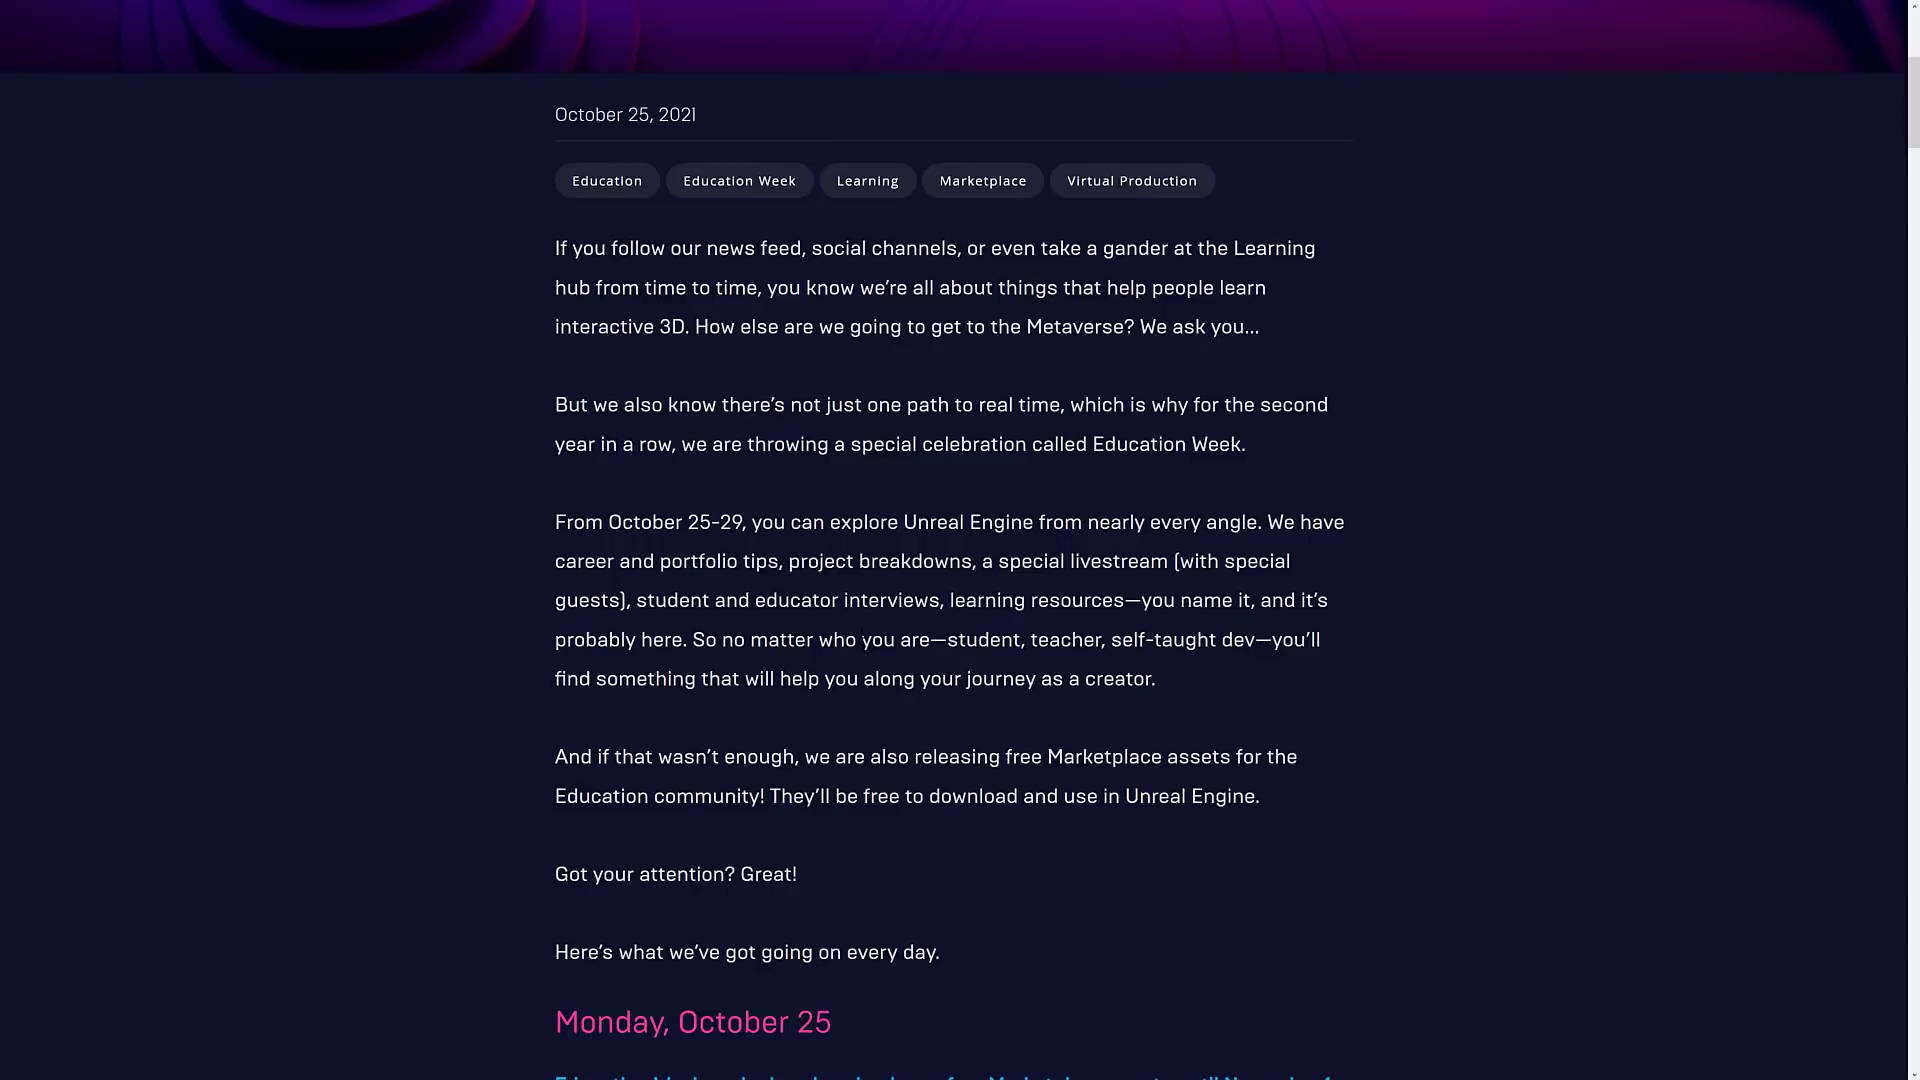 October 25, 2021
Education Education Week Learning Marketplace Virtual Production
If you follow our news feed, social channels, or even take a gander at the Learning
hub from time to time, you know we’re all about things that help people learn
interactive 3D. How else are we going to get to the Metaverse? We ask you...
But we also know there’s not just one path to real time, which is why for the second
year in a row, we are throwing a special celebration called Education Week.
From October 25-29, you can explore Unreal Engine from nearly every angle. We have
career and portfolio tips, project breakdowns, a special livestream (with special
guests), student and educator interviews, learning resources—you name it, and it’s
probably here. So no matter who you are—student, teacher, self-taught dev—you’ll
find something that will help you along your journey as a creator.
And if that wasn’t enough, we are also releasing free Marketplace assets for the
Education community! They’ll be free to download and use in Unreal Engine.
Got your attention? Great!
Here’s what we’ve got going on every day.
Monday, October 25